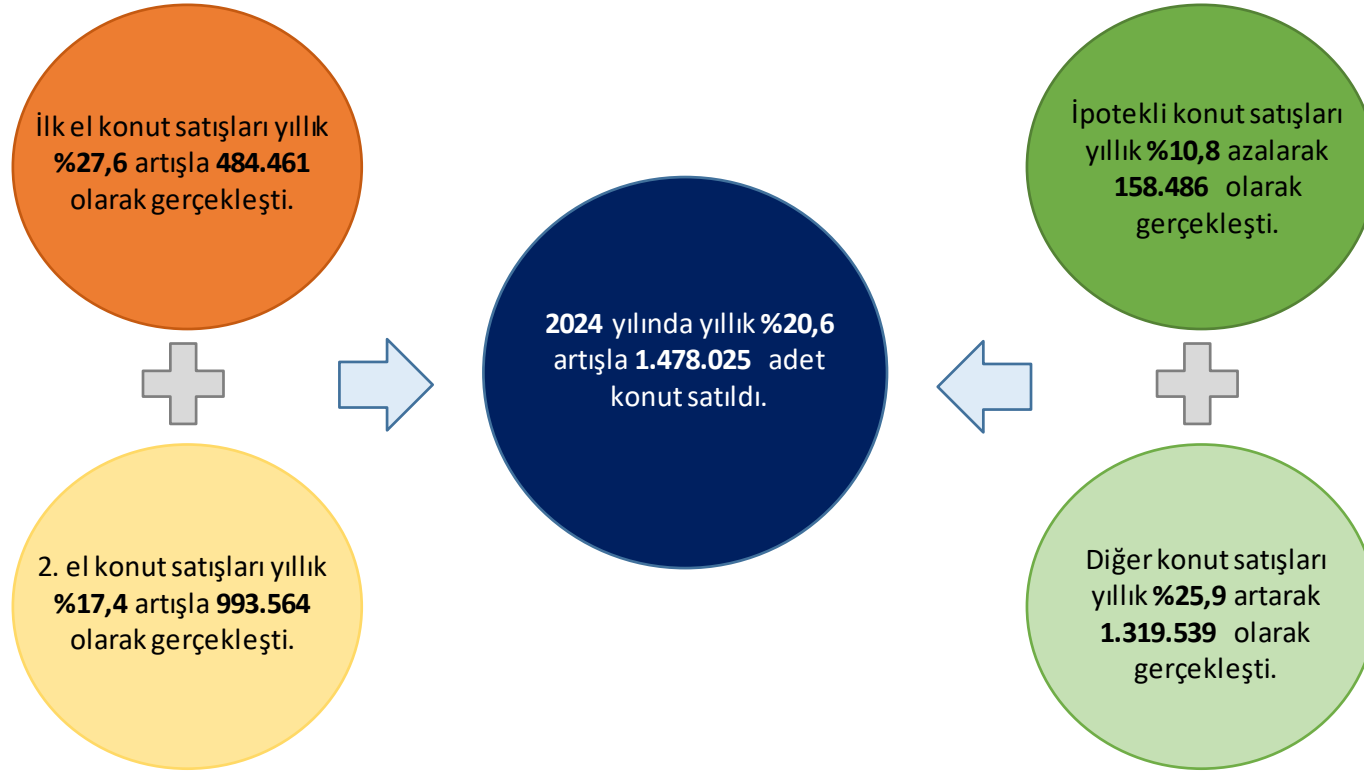 İlk el konut satışları yıllık
%27,6 artışla 484.461
olarak gerçekleşti.
2. el konut satışları yıllık
%17,4 artışla 993.564
olarak gerçekleşti.
2024 yılında yıllık %20,6
artışla 1.478.025 adet
konut satıldı.
İpotekli konut satışları
yıllık %10,8 azalarak
158.486 olarak
gerçekleşti.
Diğer konut satışları
yıllık %25,9 artarak
1.319.539 olarak
gerçekleşti.